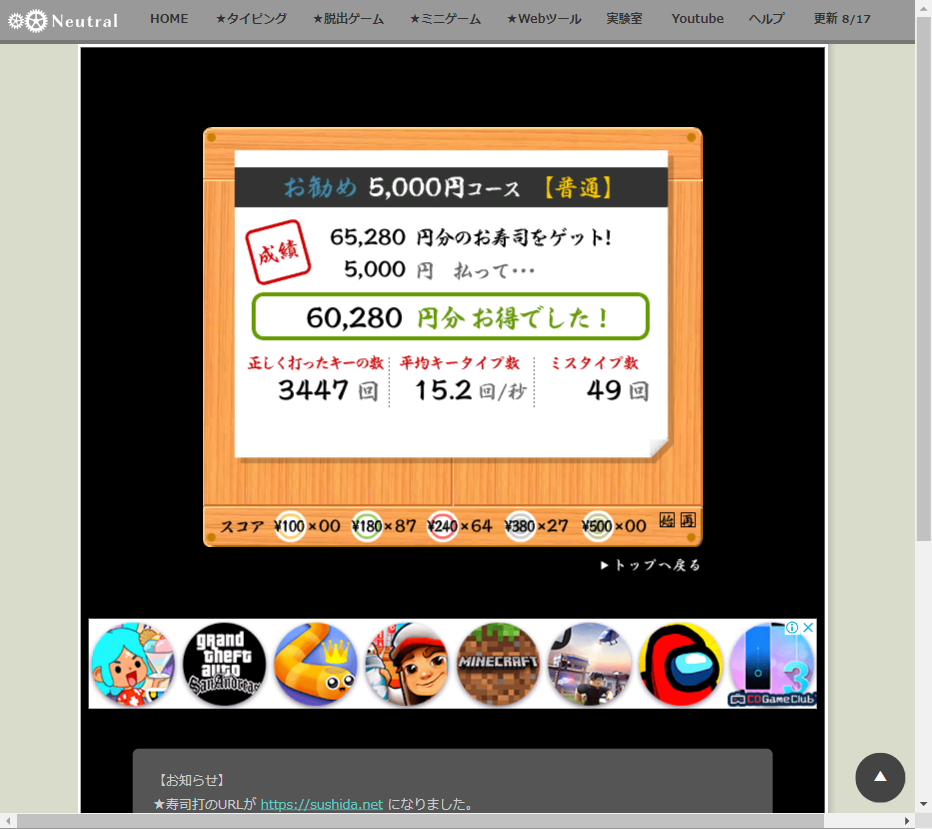 Neutral HOME ★タイピング ★脱出ゲーム ★ミニゲーム ★Webツール 実験室 Youtube ヘルプ 更新 8/17
お勧め 5,000円コース 【普通】
成績
65,280 円分のお寿司をゲット!
5,000 円 払って…
60,280 円分 お得でした!
正しく打ったキーの数 平均キータイプ数 ミスタイプ数
3447 回 15.2 回/秒 49 回
スコア ¥100×00 ¥180×87 ¥240×64 ¥380×27 ¥500×00 始 再
▶トップへ戻る
grand theft auto SanAndreas
MINECRAFT
3
CDGameClub
【お知らせ】
★寿司打のURLが https://sushida.net になりました。
▲